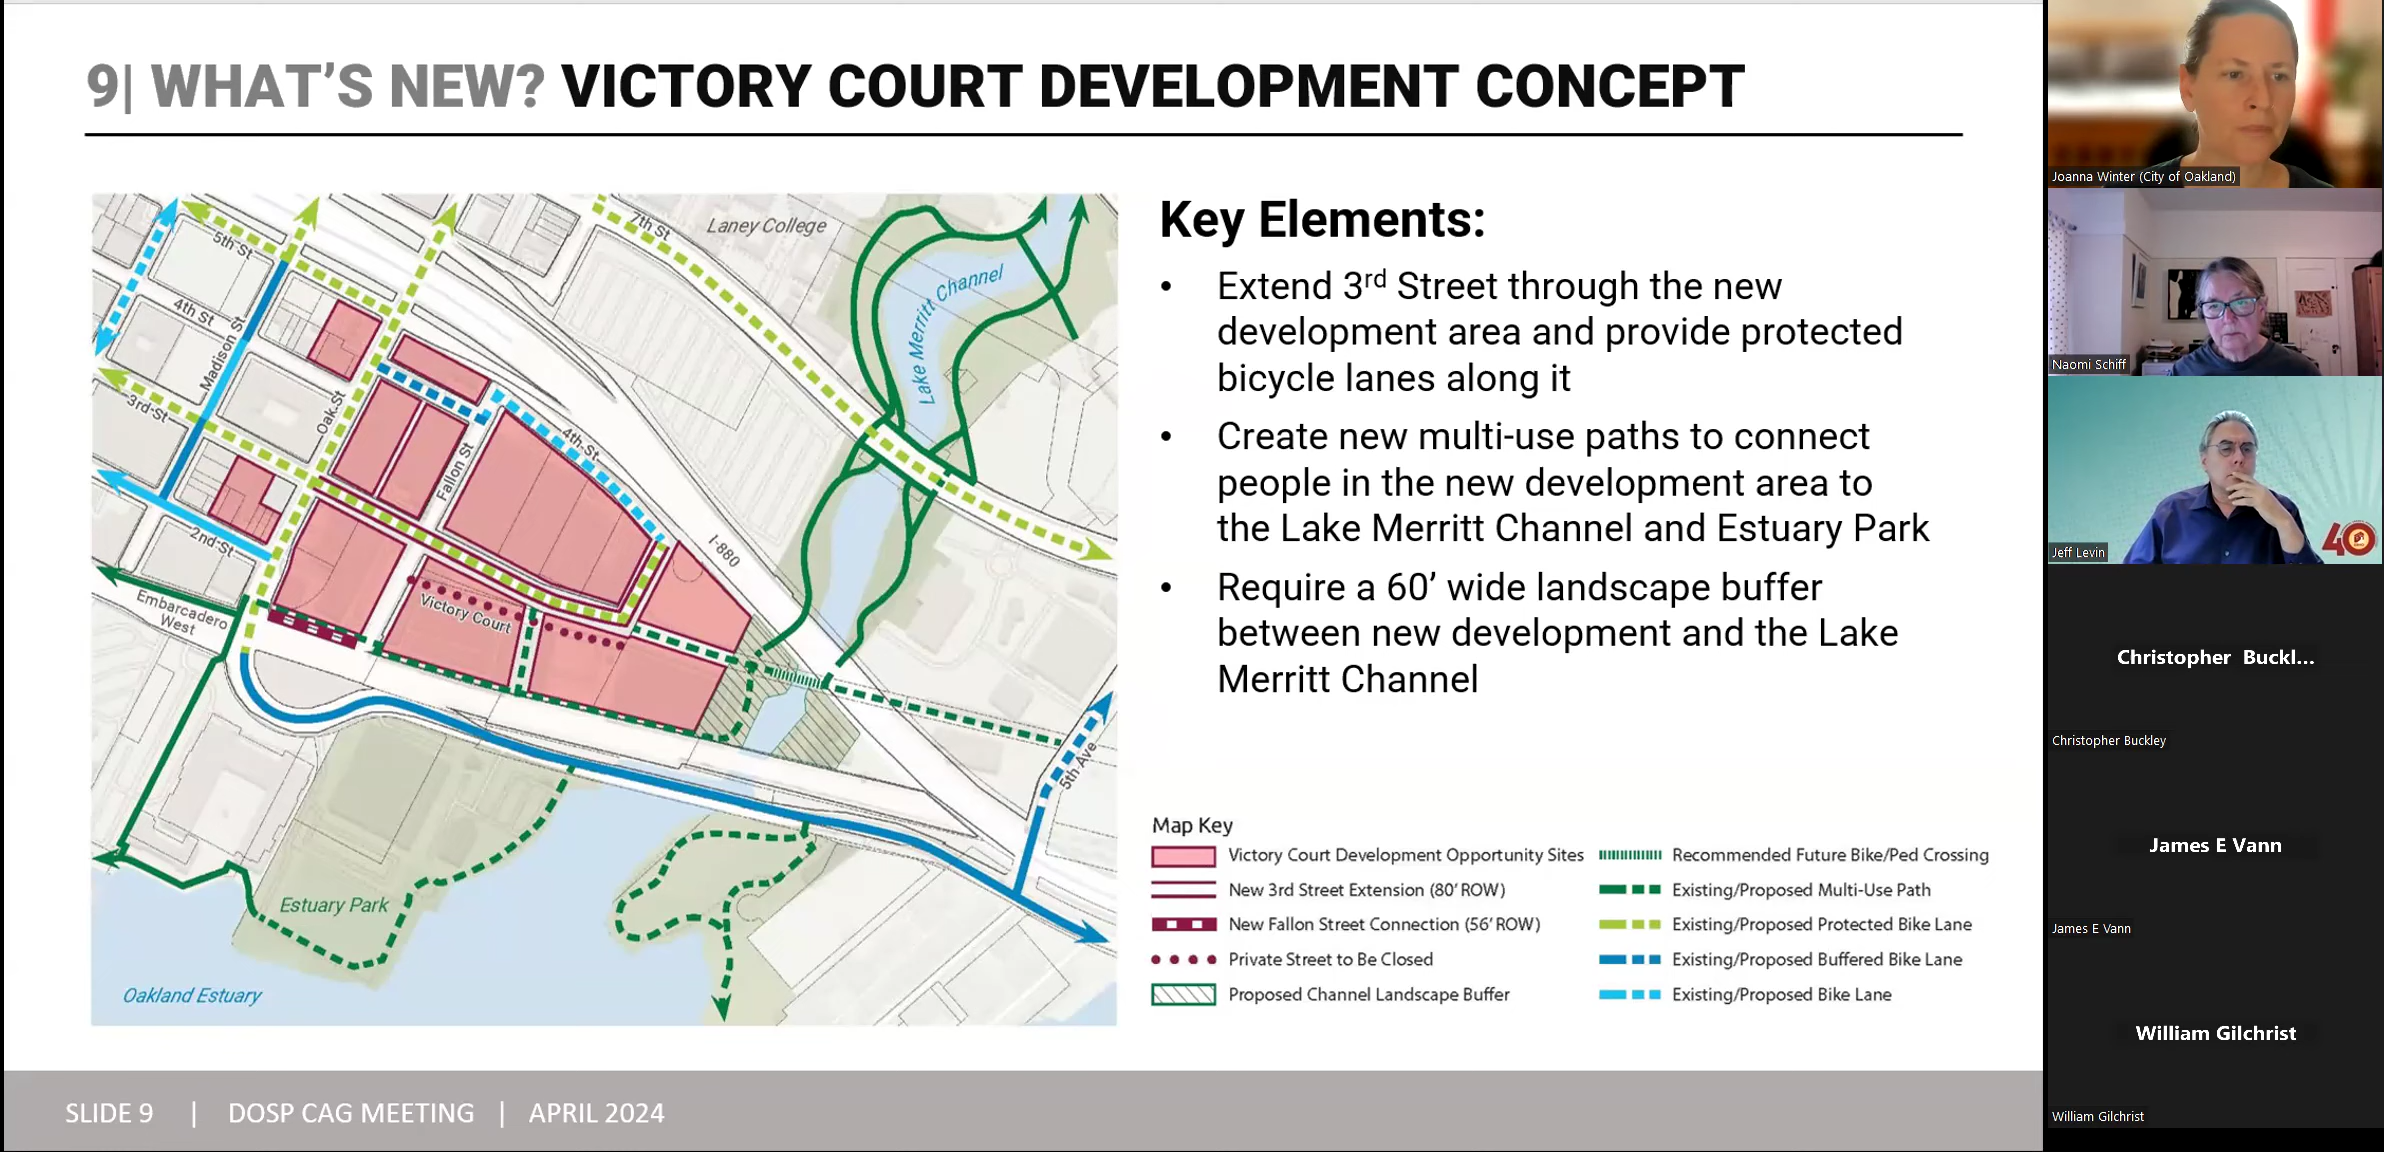 9| WHAT'S NEW? VICTORY COURT DEVELOPMENT CONCEPT
Key Elements:
• Extend 3rd Street through the new
development area and provide protected
bicycle lanes along it
• Create new multi-use paths to connect
people in the new development area to
the Lake Merritt Channel and Estuary Park
• Require a 60' wide landscape buffer
between new development and the Lake
Merritt Channel
7th St
Laney College
5th St
Lake Merritt Channel
4th St
Madison St
3rd St
Oak St
4th St
Fallon St
I-880
2nd St
Embarcadero
West
Victory Court
5th Ave
Estuary Park
Oakland Estuary
Map Key
Victory Court Development Opportunity Sites
New 3rd Street Extension (80' ROW)
New Fallon Street Connection (56' ROW)
Private Street to Be Closed
Proposed Channel Landscape Buffer
Recommended Future Bike/Ped Crossing
Existing/Proposed Multi-Use Path
Existing/Proposed Protected Bike Lane
Existing/Proposed Buffered Bike Lane
Existing/Proposed Bike Lane
SLIDE 9 | DOSP CAG MEETING | APRIL 2024
Joanna Winter (City of Oakland)
Naomi Schiff
40
Jeff Levin
Christopher Buckl...
Christopher Buckley
James E Vann
James E Vann
William Gilchrist
William Gilchrist